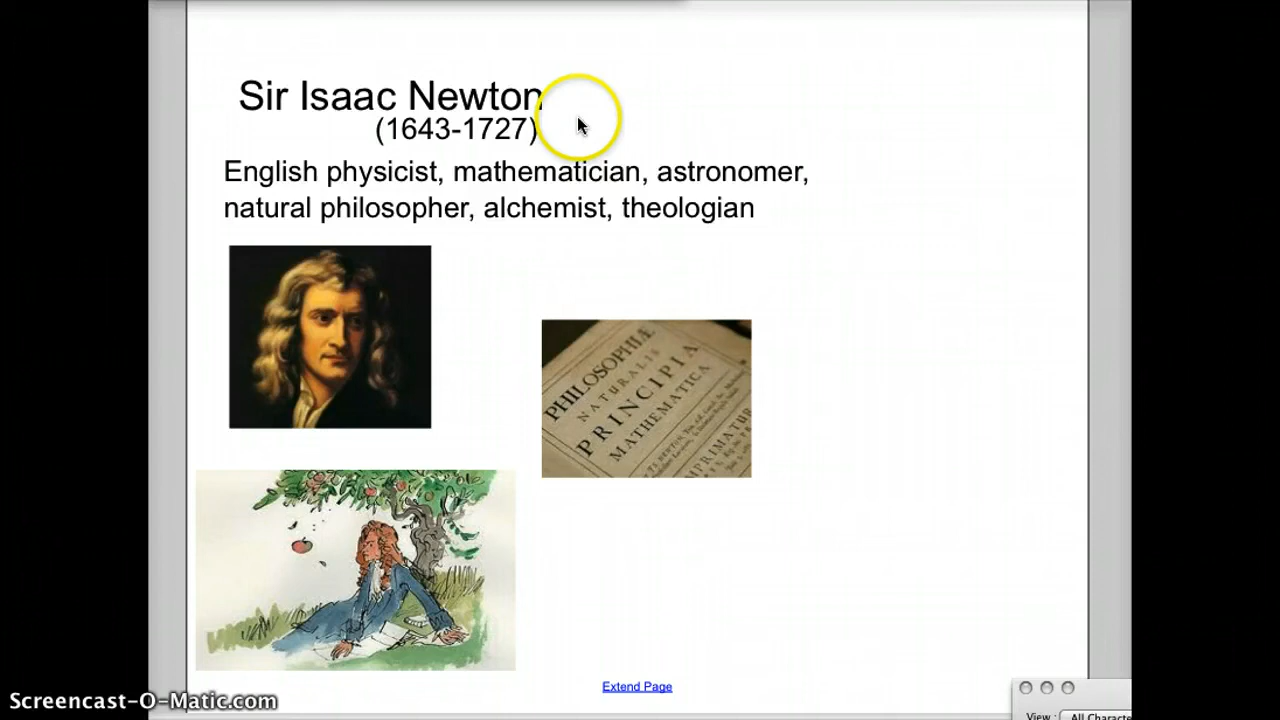 Sir Isaac Newton
(1643-1727)
English physicist, mathematician, astronomer,
natural philosopher, alchemist, theologian
PHILOSOPHIÆ
NATURALIS
PRINCIPIA
MATHEMATICA
IMPRIMATUR
Extend Page
View :
All Characte
Screencast-O-Matic.com